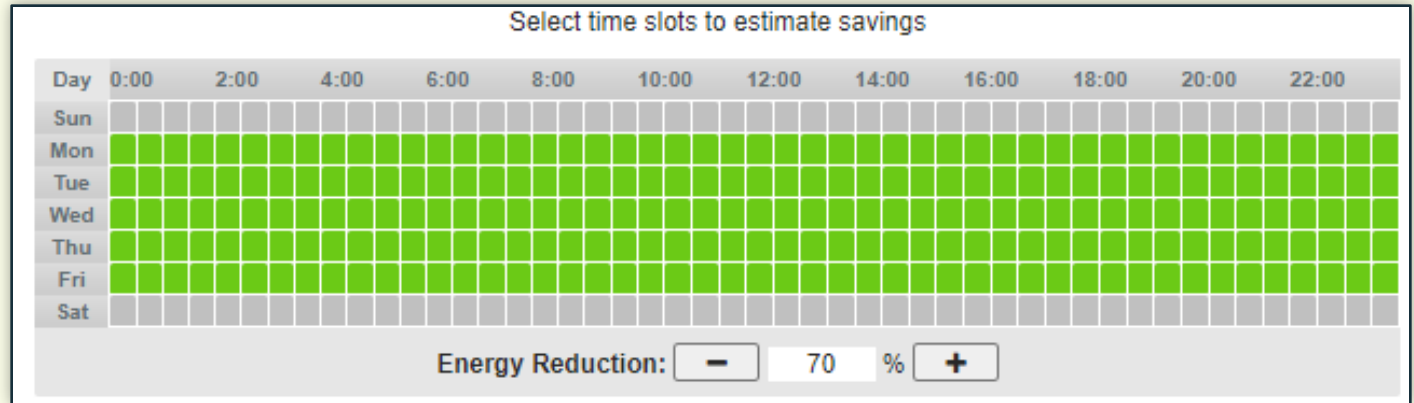 Select time slots to estimate savings
Day 0:00 2:00 4:00 6:00 8:00 10:00 12:00 14:00 16:00 18:00 20:00 22:00
Sun
Mon
Tue
Wed
Thu
Fri
Sat
Energy Reduction: − 70 % +